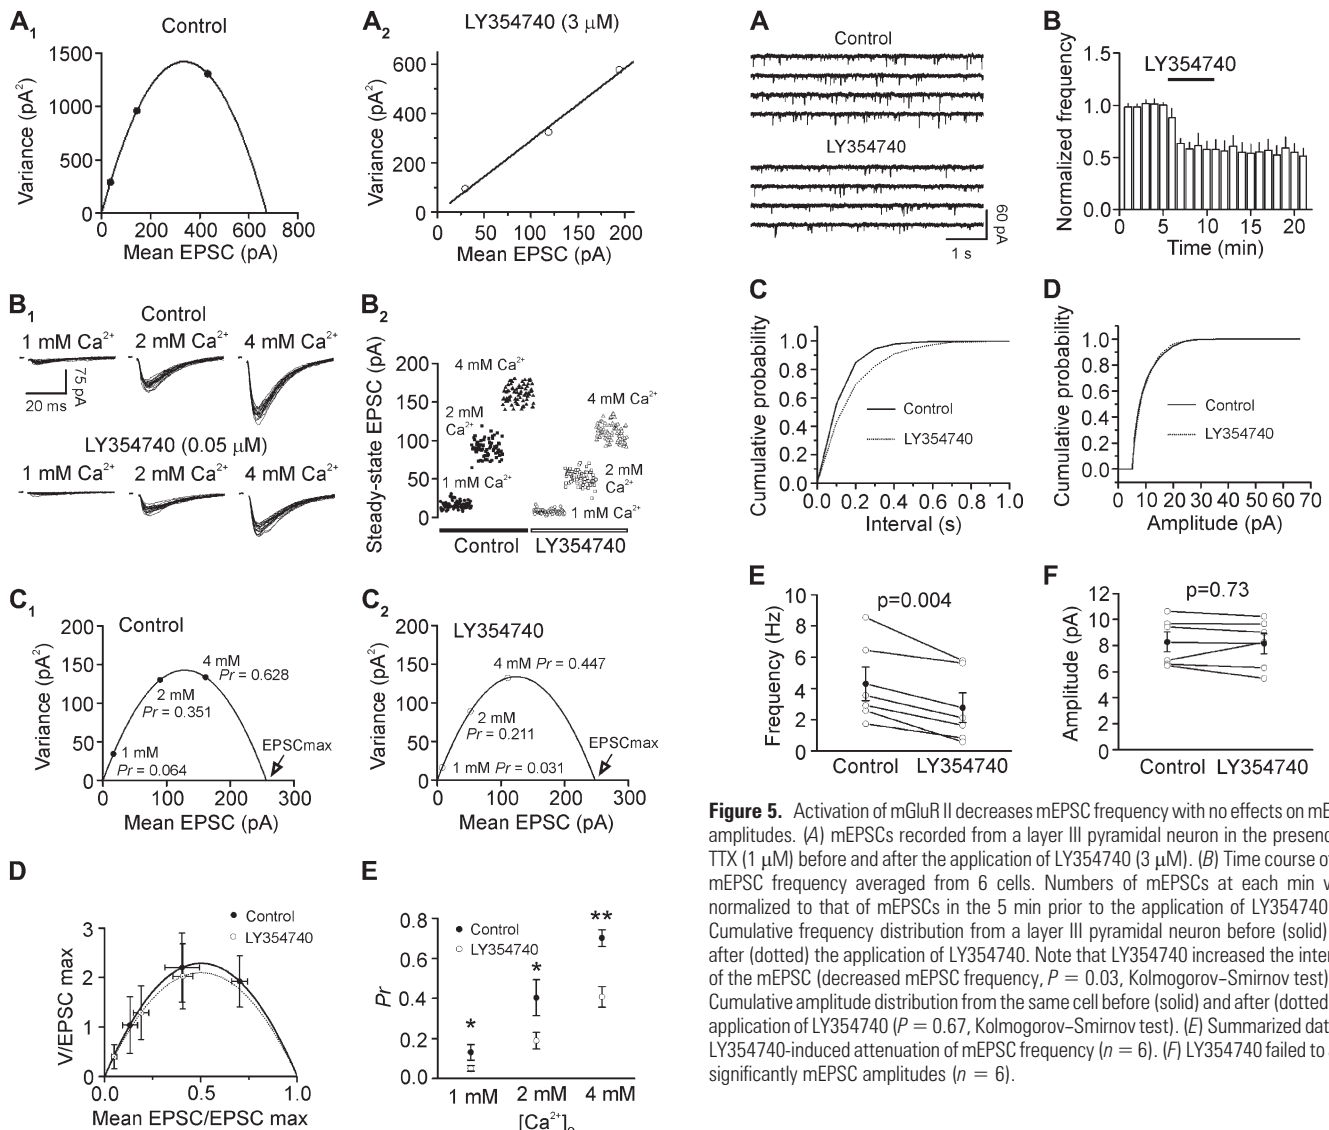 A1
Control
Variance (pA²)
1500
1000
500
0
0 200 400 600 800
Mean EPSC (pA)
A2
LY354740 (3 μM)
Variance (pA²)
600
400
200
0
0 50 100 150 200
Mean EPSC (pA)
B1
Control
1 mM Ca²⁺ 2 mM Ca²⁺ 4 mM Ca²⁺
75 pA
20 ms
LY354740 (0.05 μM)
1 mM Ca²⁺ 2 mM Ca²⁺ 4 mM Ca²⁺
B2
Steady-state EPSC (pA)
200
150
100
50
0
4 mM Ca²⁺
2 mM
Ca²⁺
1 mM Ca²⁺
4 mM Ca²⁺
2 mM
Ca²⁺
1 mM Ca²⁺
Control LY354740
C1
Control
Variance (pA²)
200
150
100
50
0
4 mM
Pr = 0.628
2 mM
Pr = 0.351
1 mM
Pr = 0.064
EPSCmax
0 100 200 300
Mean EPSC (pA)
C2
LY354740
Variance (pA²)
200
150
100
50
0
4 mM Pr = 0.447
2 mM
Pr = 0.211
1 mM Pr = 0.031
EPSCmax
0 100 200 300
Mean EPSC (pA)
D
Control
LY354740
V/EPSC max
3
2
1
0
0.0 0.5 1.0
Mean EPSC/EPSC max
E
Control
LY354740
Pr
0.8
0.6
0.4
0.2
0.0
*
*
**
1 mM 2 mM 4 mM
A
Control
LY354740
60 pA
1 s
B
LY354740
Normalized frequency
1.5
1.0
0.5
0.0
0 5 10 15 20
Time (min)
C
Cumulative probability
1.0
0.8
0.6
0.4
0.2
0.0
Control
LY354740
0.0 0.2 0.4 0.6 0.8 1.0
Interval (s)
D
Cumulative probability
1.0
0.8
0.6
0.4
0.2
0.0
Control
LY354740
0 10 20 30 40 50 60 70
Amplitude (pA)
E
p=0.004
Frequency (Hz)
10
8
6
4
2
0
Control LY354740
F
p=0.73
Amplitude (pA)
12
10
8
6
4
2
0
Control LY354740
Figure 5. Activation of mGluR II decreases mEPSC frequency with no effects on
amplitudes. (A) mEPSCs recorded from a layer III pyramidal neuron in the
TTX (1 μM) before and after the application of LY354740 (3 μM). (B) Time course
mEPSC frequency averaged from 6 cells. Numbers of mEPSCs at each min
normalized to that of mEPSCs in the 5 min prior to the application of LY354740
Cumulative frequency distribution from a layer III pyramidal neuron before (solid)
after (dotted) the application of LY354740. Note that LY354740 increased the
of the mEPSC (decreased mEPSC frequency, P = 0.03, Kolmogorov–Smirnov test)
Cumulative amplitude distribution from the same cell before (solid) and after (dotted
application of LY354740 (P = 0.67, Kolmogorov–Smirnov test). (E) Summarized
LY354740-induced attenuation of mEPSC frequency (n = 6). (F) LY354740 failed to
significantly mEPSC amplitudes (n = 6).